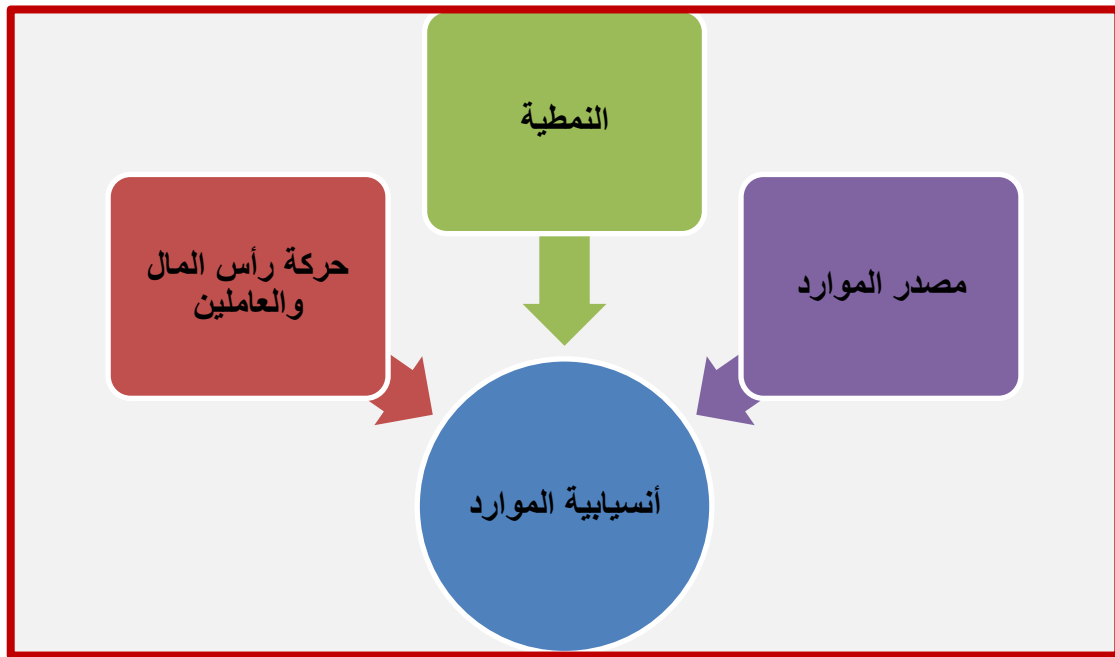 النمطية
مصدر الموارد
حركة رأس المال
والعاملين
أنسيابية الموارد